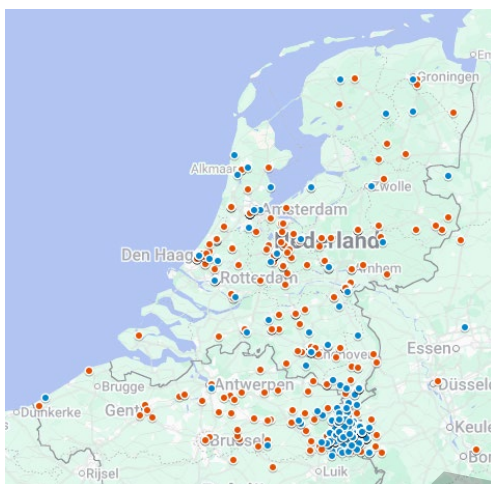 Groningen
Alkmaar
Zwolle
Amsterdam
Den Haag
Nederland
Rotterdam
Arnhem
Essen
Brugge
Antwerpen
Düsse
Duinkerke
Gent
Keule
Brussel
Bon
Rijsel
Luik